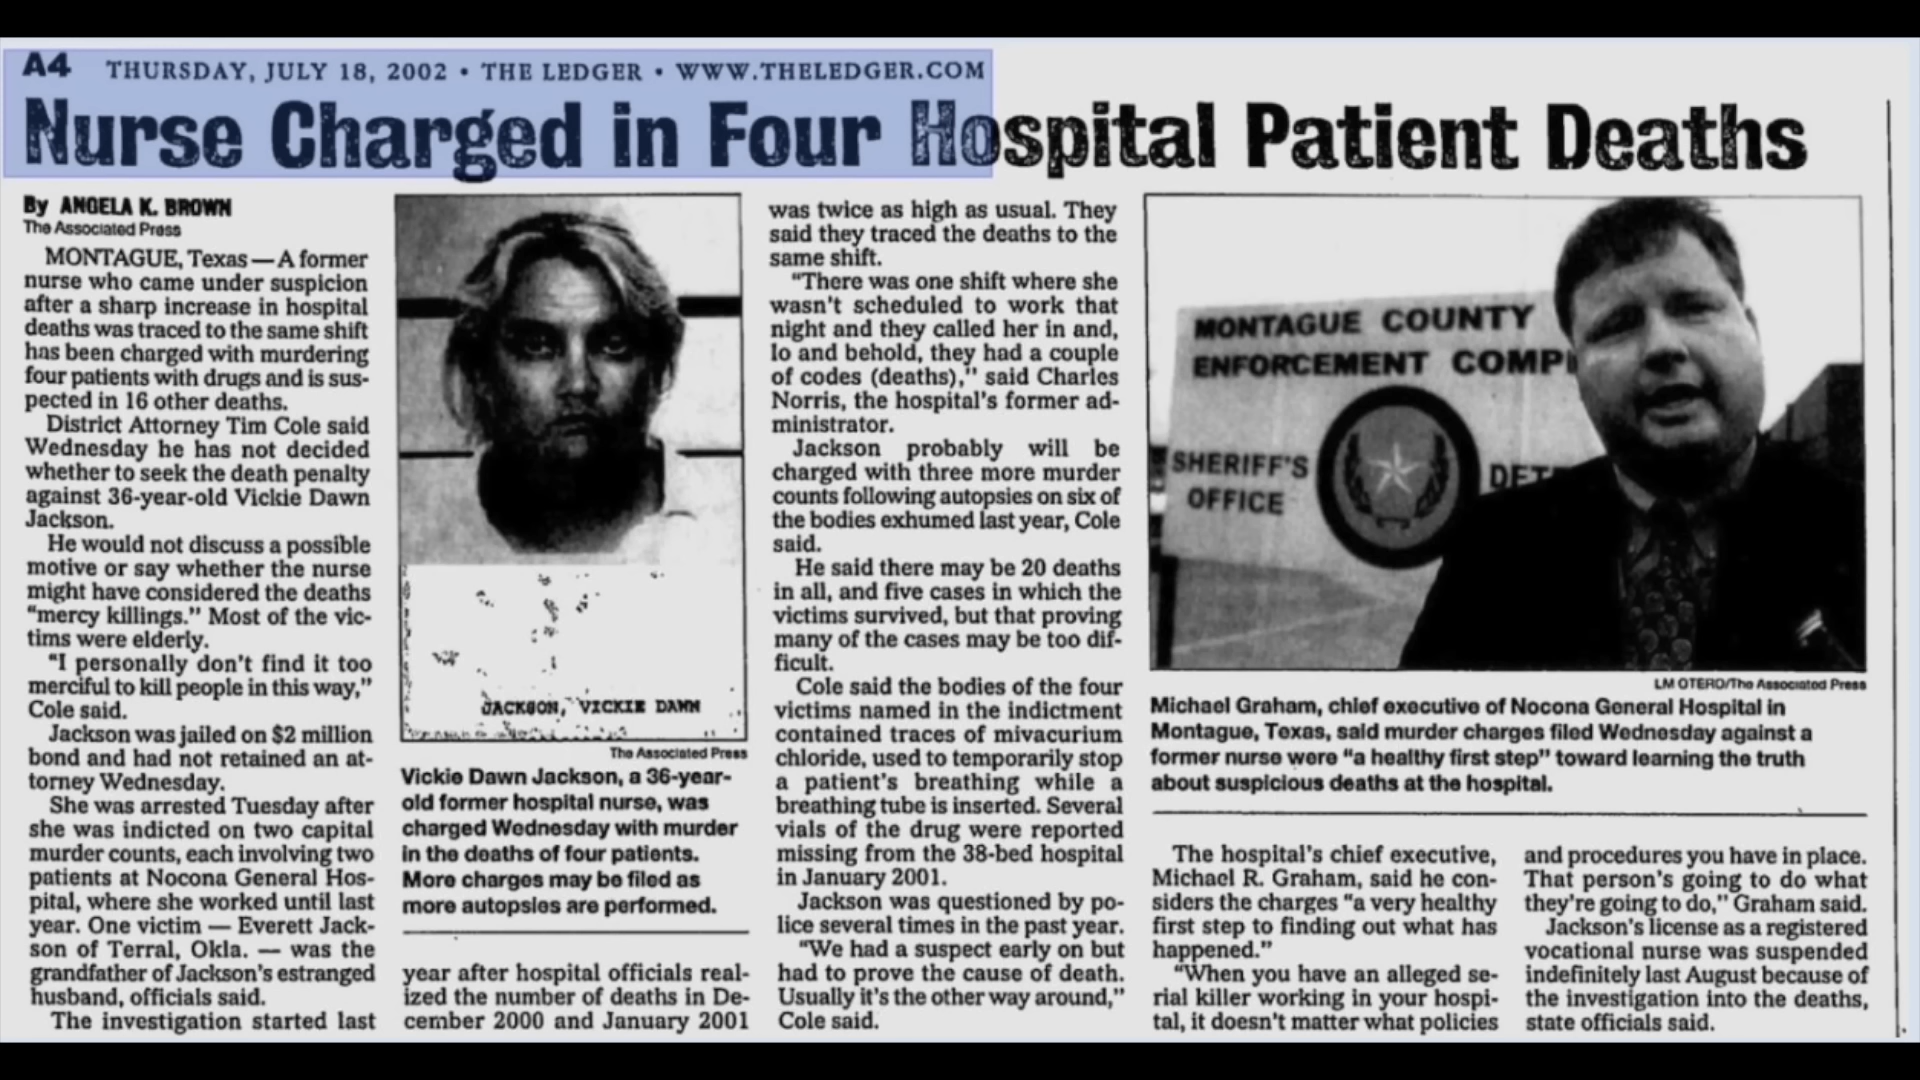 A4 THURSDAY, JULY 18, 2002 • THE LEDGER • WWW.THELEDGER.COM
Nurse Charged in Four Hospital Patient Deaths
By ANGELA K. BROWN
The Associated Press
MONTAGUE, Texas — A former
nurse who came under suspicion
after a sharp increase in hospital
deaths was traced to the same shift
has been charged with murdering
four patients with drugs and is sus-
pected in 16 other deaths.
District Attorney Tim Cole said
Wednesday he has not decided
whether to seek the death penalty
against 36-year-old Vickie Dawn
Jackson.
He would not discuss a possible
motive or say whether the nurse
might have considered the deaths
"mercy killings." Most of the vic-
tims were elderly.
"I personally don't find it too
merciful to kill people in this way,"
Cole said.
Jackson was jailed on $2 million
bond and had not retained an at-
torney Wednesday.
She was arrested Tuesday after
she was indicted on two capital
murder counts, each involving two
patients at Nocona General Hos-
pital, where she worked until last
year. One victim — Everett Jack-
son of Terral, Okla. — was the
grandfather of Jackson's estranged
husband, officials said.
The investigation started last
JACKSON, VICKIE DAWN
The Associated Press
Vickie Dawn Jackson, a 36-year-
old former hospital nurse, was
charged Wednesday with murder
in the deaths of four patients.
More charges may be filed as
more autopsies are performed.
year after hospital officials real-
ized the number of deaths in De-
cember 2000 and January 2001
was twice as high as usual. They
said they traced the deaths to the
same shift.
"There was one shift where she
wasn't scheduled to work that
night and they called her in and,
lo and behold, they had a couple
of codes (deaths)," said Charles
Norris, the hospital's former ad-
ministrator.
Jackson probably will be
charged with three more murder
counts following autopsies on six of
the bodies exhumed last year, Cole
said.
He said there may be 20 deaths
in all, and five cases in which the
victims survived, but that proving
many of the cases may be too dif-
ficult.
Cole said the bodies of the four
victims named in the indictment
contained traces of mivacurium
chloride, used to temporarily stop
a patient's breathing while a
breathing tube is inserted. Several
vials of the drug were reported
missing from the 38-bed hospital
in January 2001.
Jackson was questioned by po-
lice several times in the past year.
"We had a suspect early on but
had to prove the cause of death.
Usually it's the other way around,"
Cole said.
MONTAGUE COUNTY
ENFORCEMENT COMPL
SHERIFF'S
OFFICE
DET
LM OTERO/The Associated Press
Michael Graham, chief executive of Nocona General Hospital in
Montague, Texas, said murder charges filed Wednesday against a
former nurse were "a healthy first step" toward learning the truth
about suspicious deaths at the hospital.
The hospital's chief executive,
Michael R. Graham, said he con-
siders the charges "a very healthy
first step to finding out what has
happened."
"When you have an alleged se-
rial killer working in your hospi-
tal, it doesn't matter what policies
and procedures you have in place.
That person's going to do what
they're going to do," Graham said.
Jackson's license as a registered
vocational nurse was suspended
indefinitely last August because of
the investigation into the deaths,
state officials said.